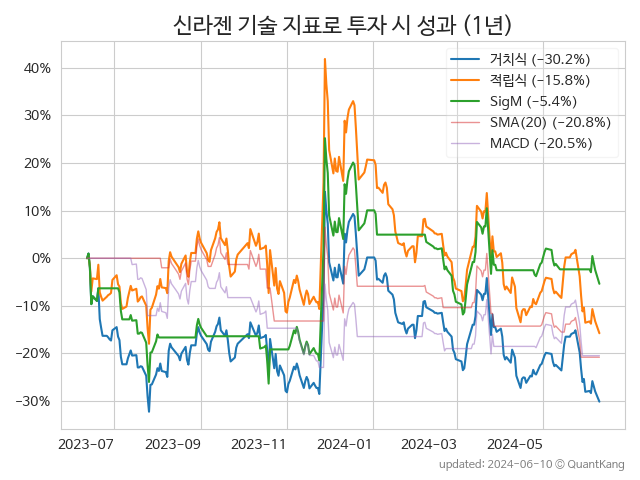 신라젠 기술 지표로 투자 시 성과 (1년)
거치식 (−30.2%)
적립식 (−15.8%)
SigM (−5.4%)
SMA(20) (−20.8%)
MACD (−20.5%)
40%
30%
20%
10%
0%
−10%
−20%
−30%
2023-07 2023-09 2023-11 2024-01 2024-03 2024-05
updated: 2024-06-10 © QuantKang